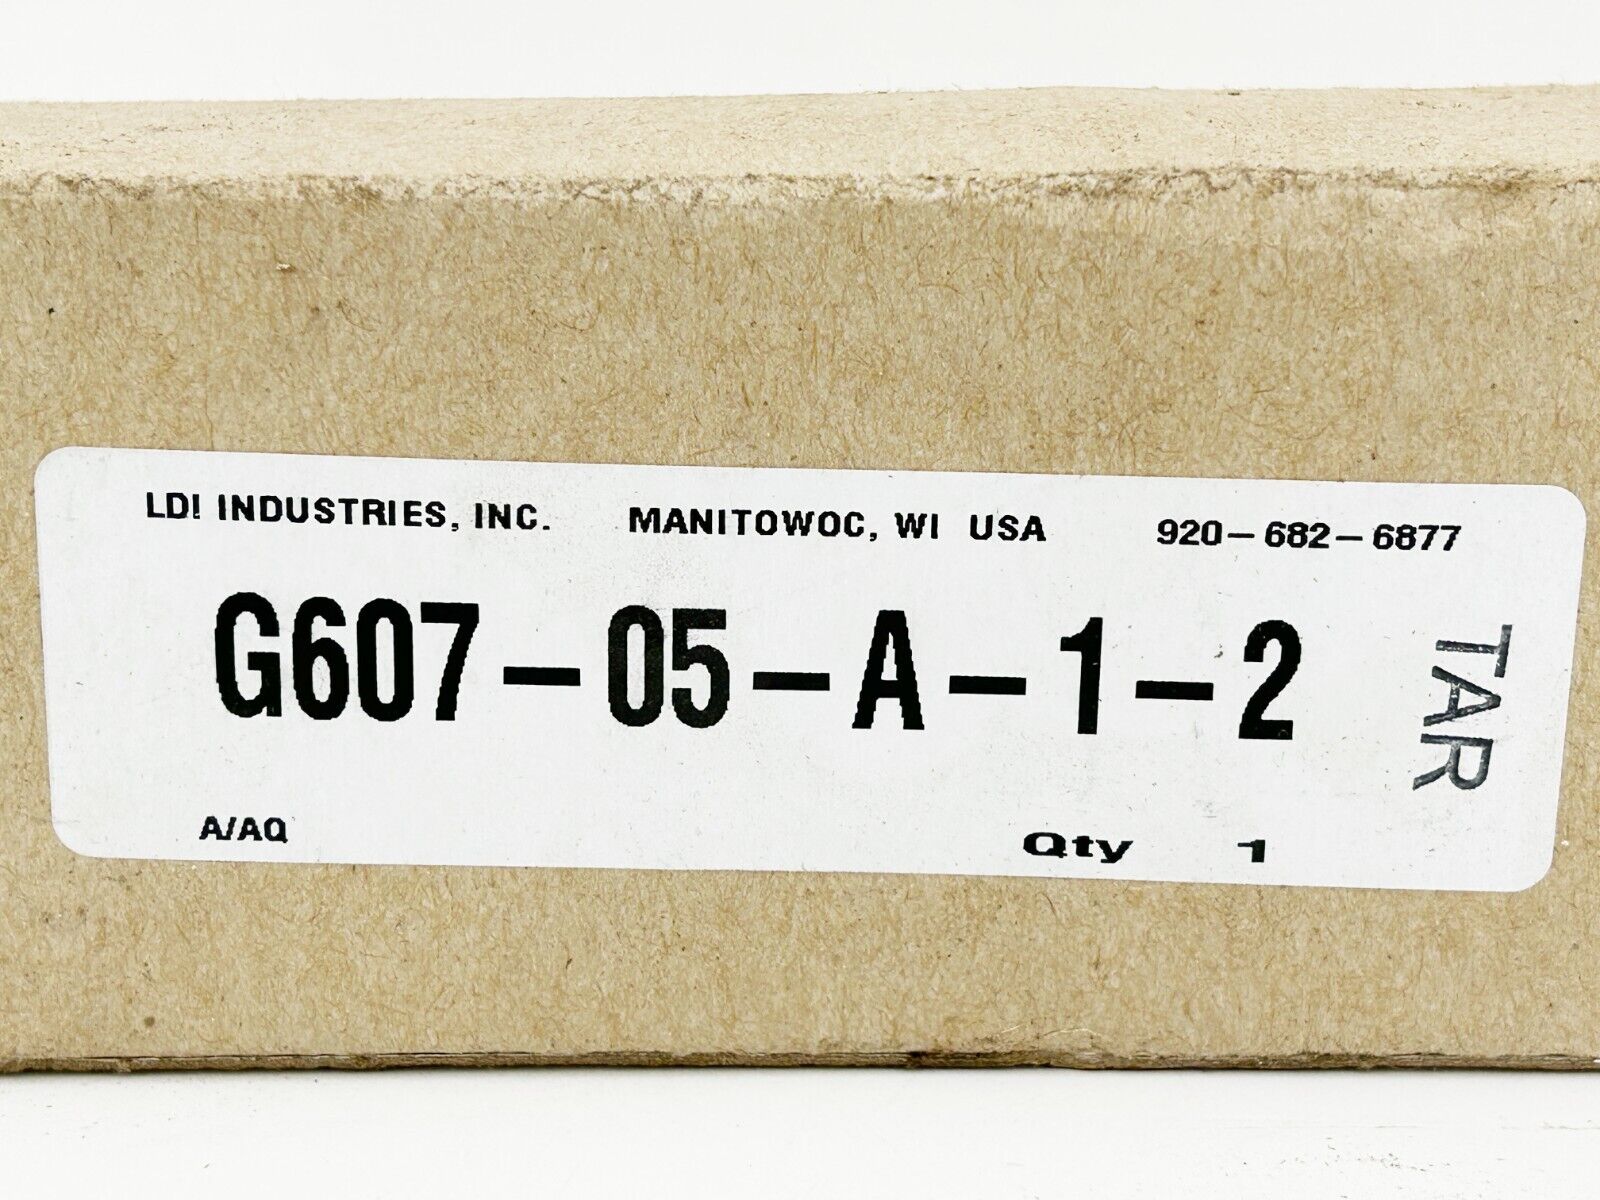 LDI INDUSTRIES, INC. MANITOWOC, WI USA 920-682-6877
G607-05-A-1-2
TAR
A/AQ Qty 1